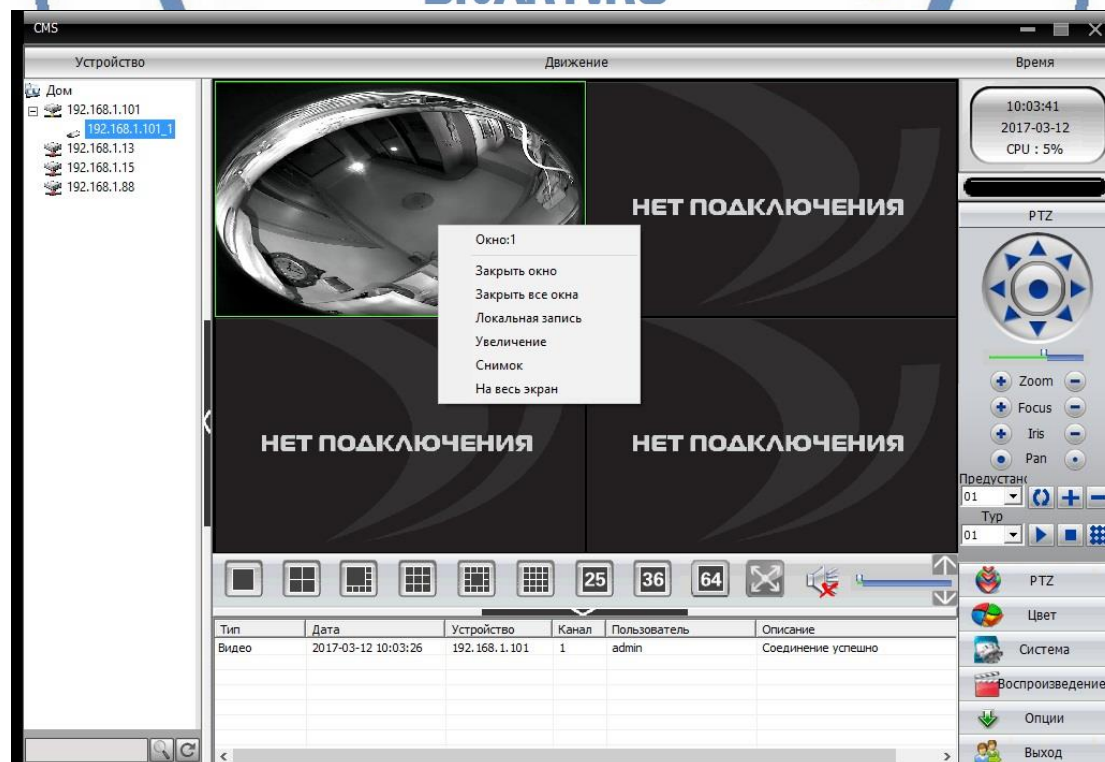 CMS
Устройство
Движение
Время
Дом
192.168.1.101
192.168.1.101_1
192.168.1.13
192.168.1.15
192.168.1.88
НЕТ ПОДКЛЮЧЕНИЯ
Окно:1
Закрыть окно
Закрыть все окна
Локальная запись
Увеличение
Снимок
На весь экран
НЕТ ПОДКЛЮЧЕНИЯ
НЕТ ПОДКЛЮЧЕНИЯ
10:03:41
2017-03-12
CPU : 5%
PTZ
Zoom
Focus
Iris
Pan
Предустан
01
Тур
01
25 36 64
Тип Дата Устройство Канал Пользователь Описание
Видео 2017-03-12 10:03:26 192.168.1.101 1 admin Соединение успешно
PTZ
Цвет
Система
Воспроизведение
Опции
Выход